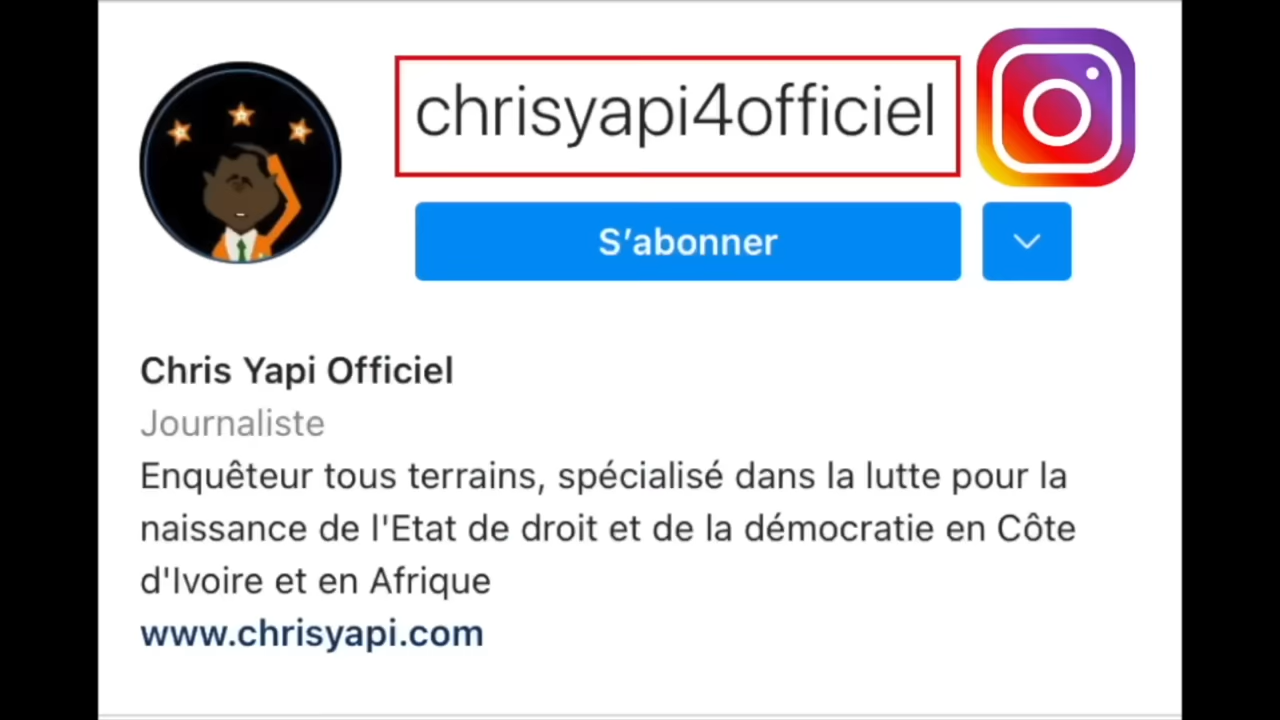 chrisyapi4officiel
S’abonner
Chris Yapi Officiel
Journaliste
Enquêteur tous terrains, spécialisé dans la lutte pour la
naissance de l'Etat de droit et de la démocratie en Côte
d'Ivoire et en Afrique
www.chrisyapi.com